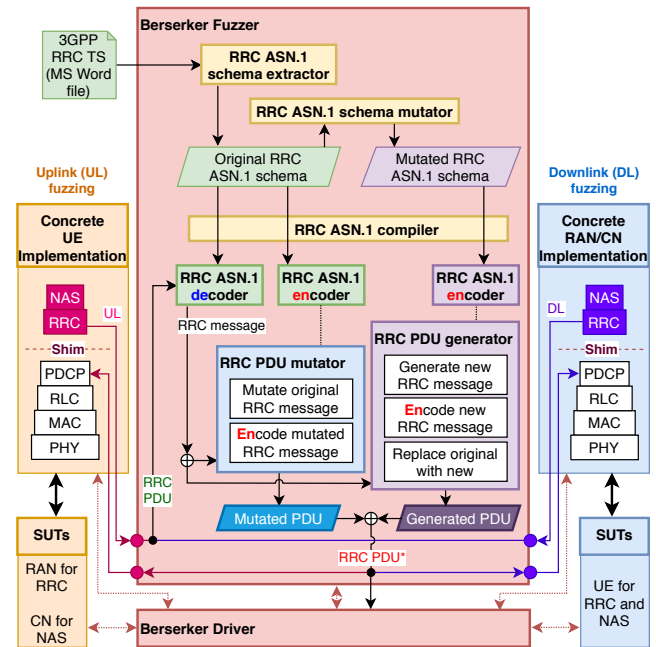 Berserker Fuzzer
3GPP
RRC TS
(MS Word
file)
RRC ASN.1
schema extractor
RRC ASN.1 schema mutator
Original RRC
ASN.1 schema
Mutated RRC
ASN.1 schema
Uplink (UL)
fuzzing
Downlink (DL)
fuzzing
Concrete
UE
Implementation
RRC ASN.1 compiler
Concrete
RAN/CN
Implementation
RRC ASN.1
decoder
RRC ASN.1
encoder
RRC ASN.1
encoder
NAS
RRC
UL
RRC message
DL
NAS
RRC
Shim
PDCP
RLC
MAC
PHY
RRC PDU mutator
Mutate original
RRC message
Encode mutated
RRC message
RRC PDU generator
Generate new
RRC message
Encode new
RRC message
Replace original
with new
Shim
PDCP
RLC
MAC
PHY
RRC
PDU
Mutated PDU
Generated PDU
SUTs
RAN for
RRC
CN for
NAS
RRC PDU*
SUTs
UE for
RRC and
NAS
Berserker Driver